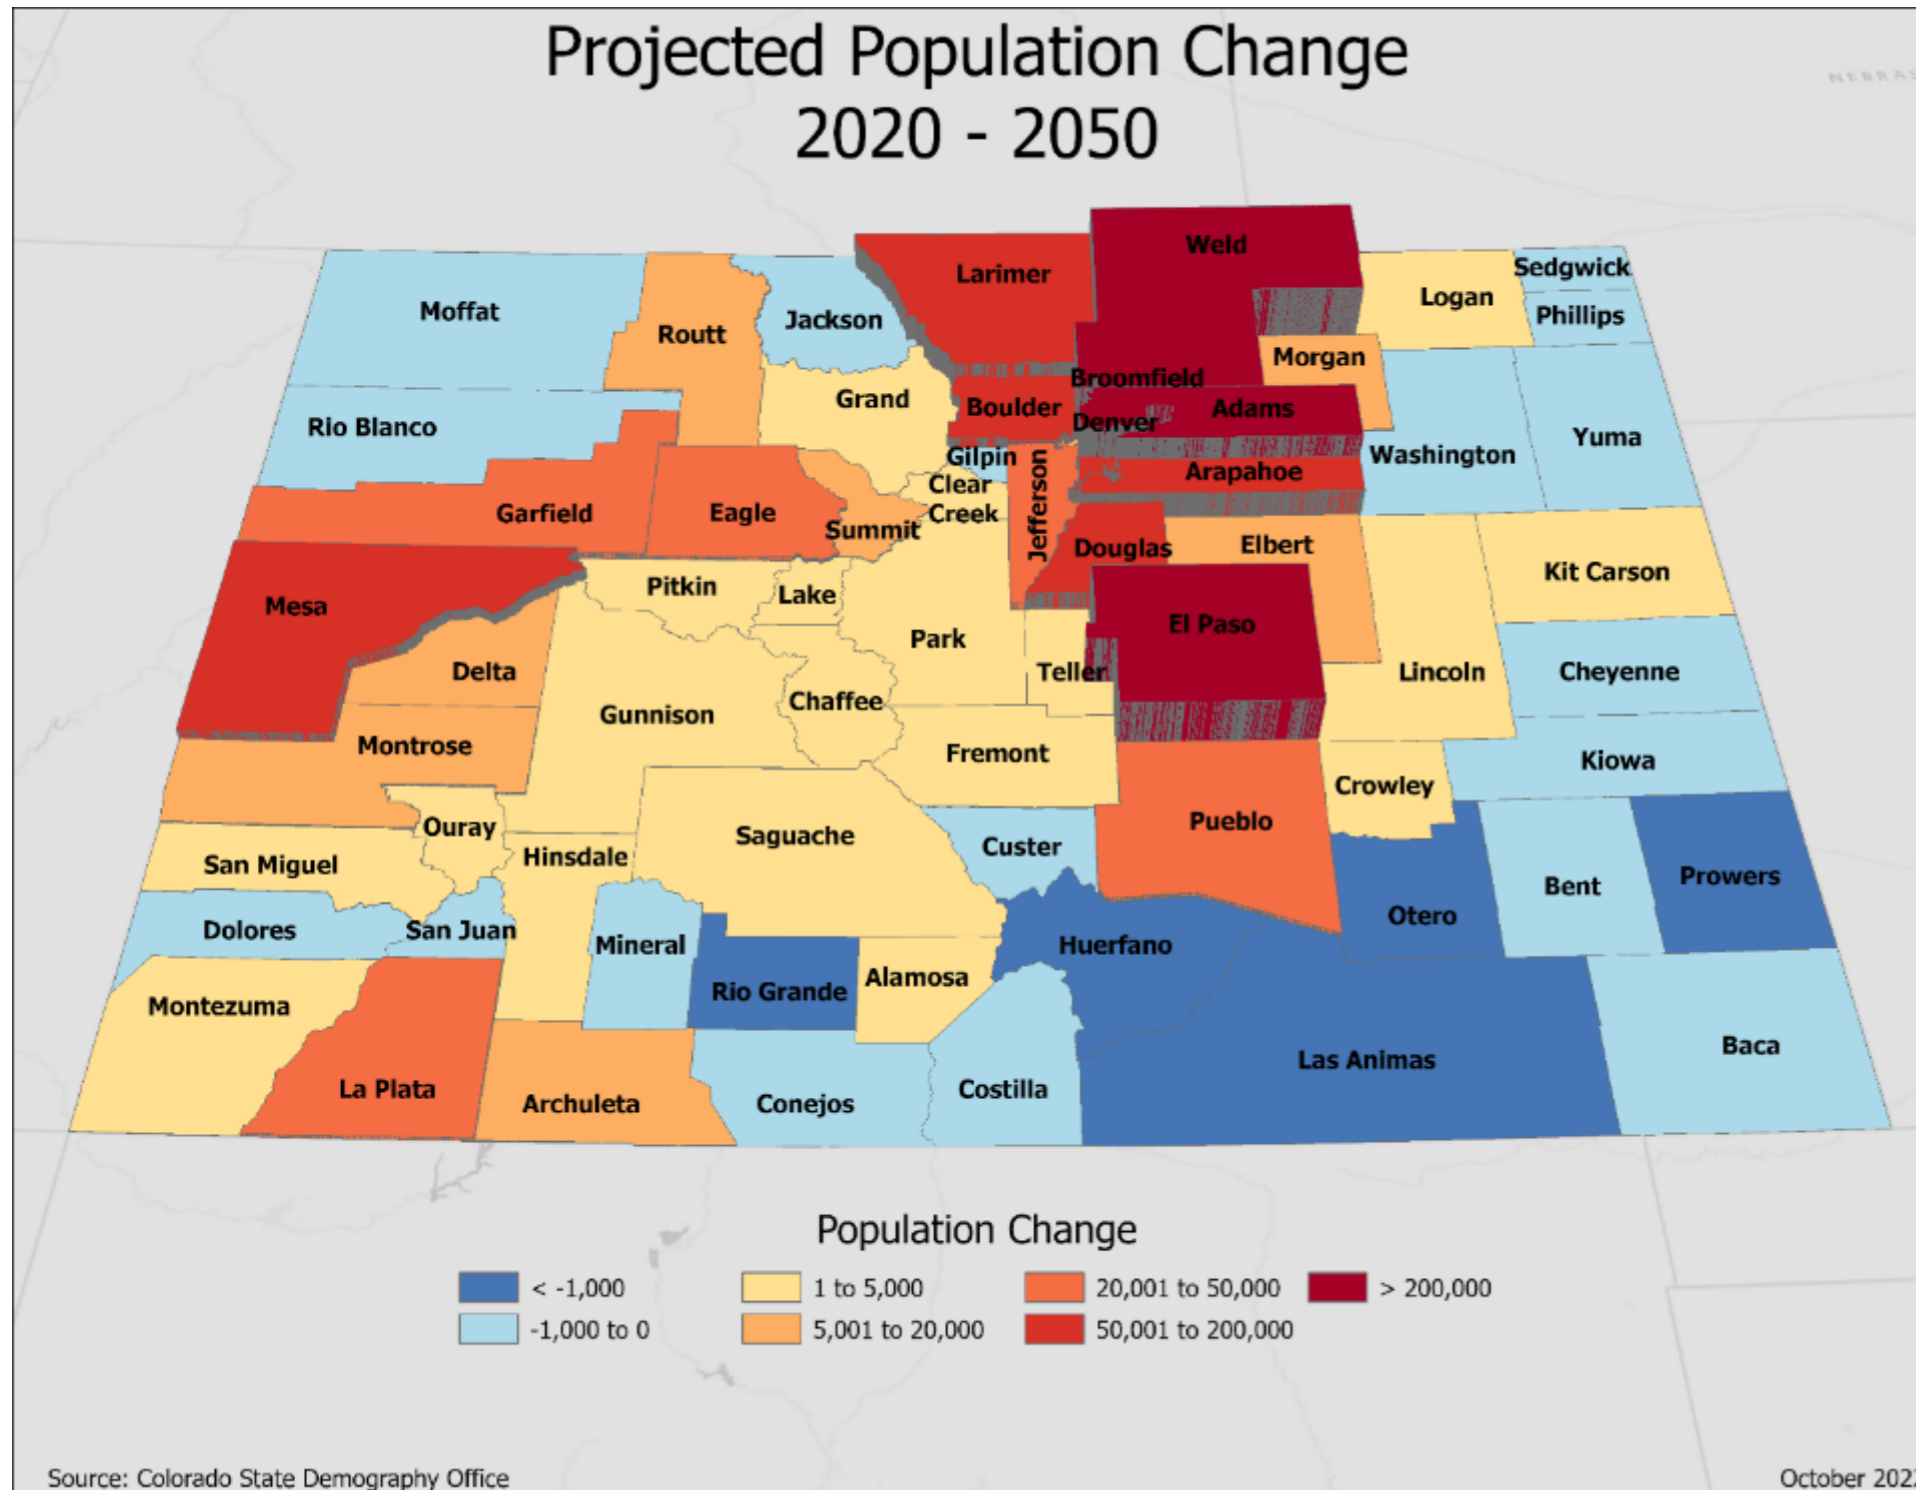 Projected Population Change
2020 - 2050
Weld
Larimer
Sedgwick
Logan
Moffat
Phillips
Jackson
Routt
Morgan
Broomfield
Grand
Boulder
Adams
Denver
Rio Blanco
Yuma
Washington
Gilpin
Arapahoe
Clear
Creek
Jefferson
Garfield
Eagle
Summit
Douglas
Elbert
Kit Carson
Pitkin
Lake
Mesa
El Paso
Park
Delta
Teller
Lincoln
Cheyenne
Chaffee
Gunnison
Montrose
Fremont
Kiowa
Crowley
Ouray
Pueblo
Saguache
Custer
Hinsdale
San Miguel
Prowers
Bent
Otero
Dolores
San Juan
Mineral
Huerfano
Alamosa
Rio Grande
Montezuma
Baca
Las Animas
La Plata
Costilla
Archuleta
Conejos
Population Change
< -1,000
1 to 5,000
20,001 to 50,000
> 200,000
-1,000 to 0
5,001 to 20,000
50,001 to 200,000
Source: Colorado State Demography Office
October